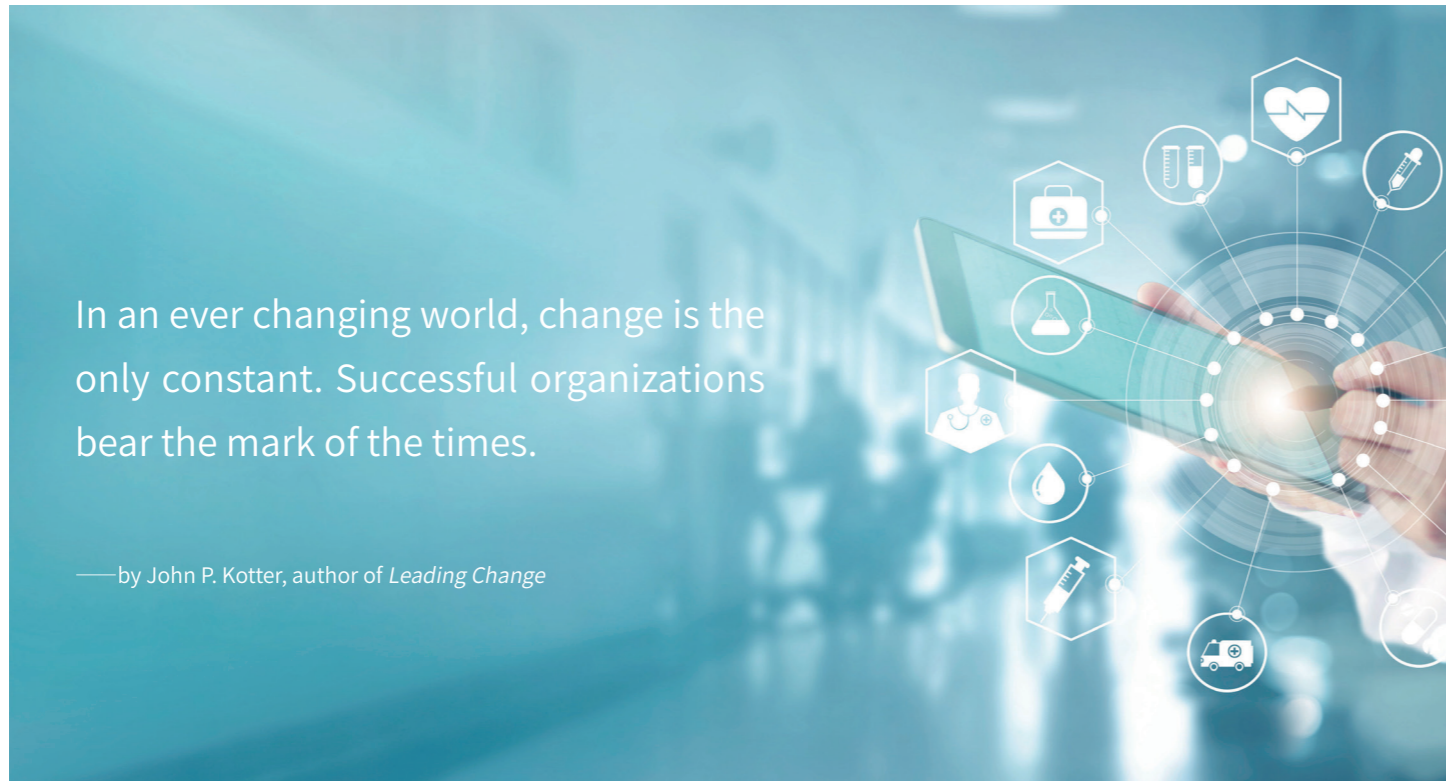 In an ever changing world, change is the
only constant. Successful organizations
bear the mark of the times.
——by John P. Kotter, author of Leading Change